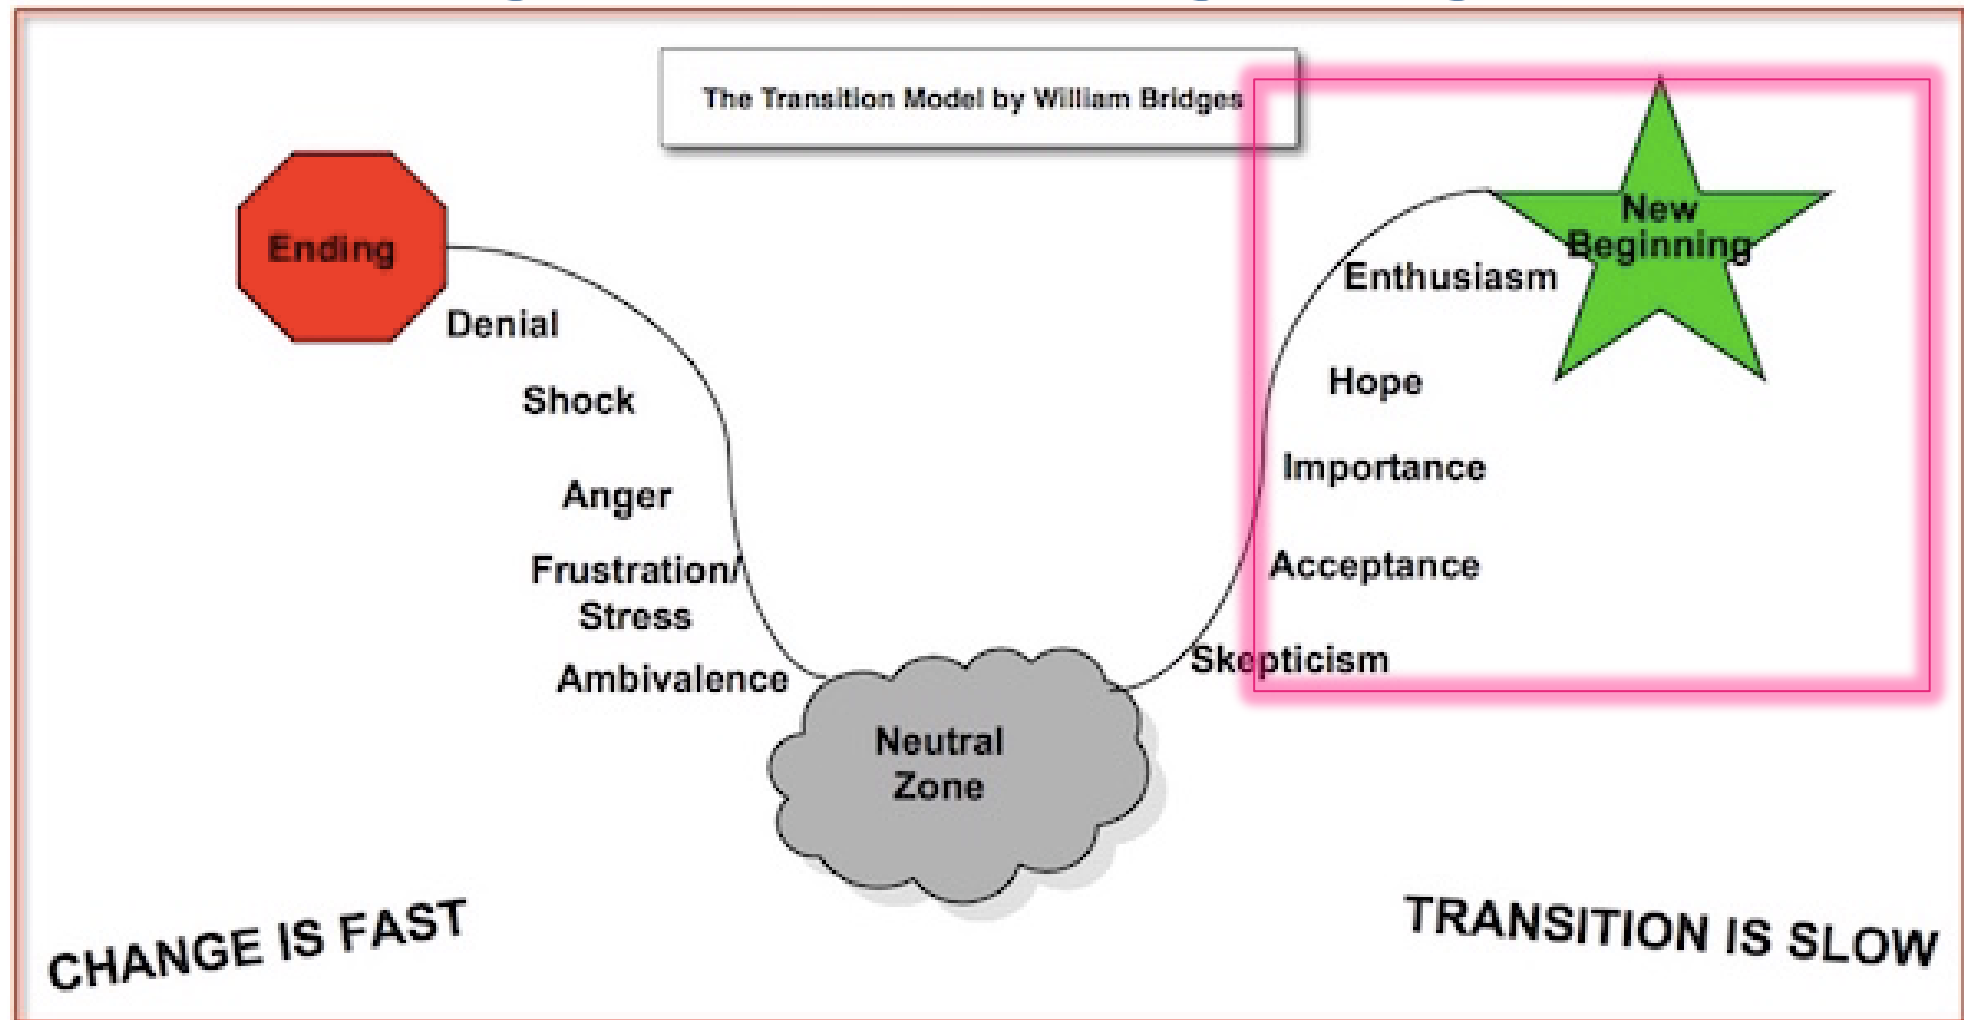 The Transition Model by William Bridges
Ending
Denial
Shock
Anger
Frustration/
Stress
Ambivalence
Neutral
Zone
New
Beginning
Enthusiasm
Hope
Importance
Acceptance
Skepticism
CHANGE IS FAST
TRANSITION IS SLOW